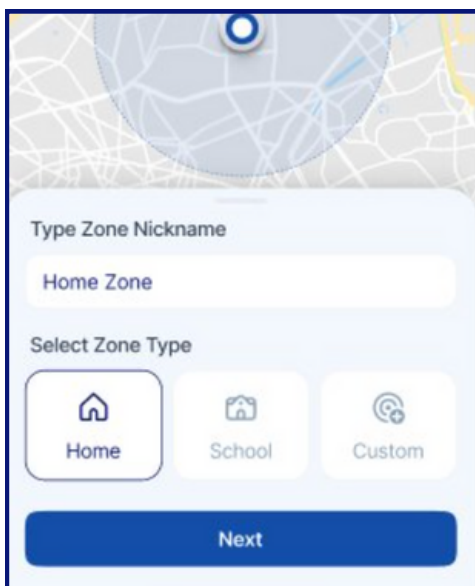 Type Zone Nickname
Home Zone
Select Zone Type
Home School Custom
Next